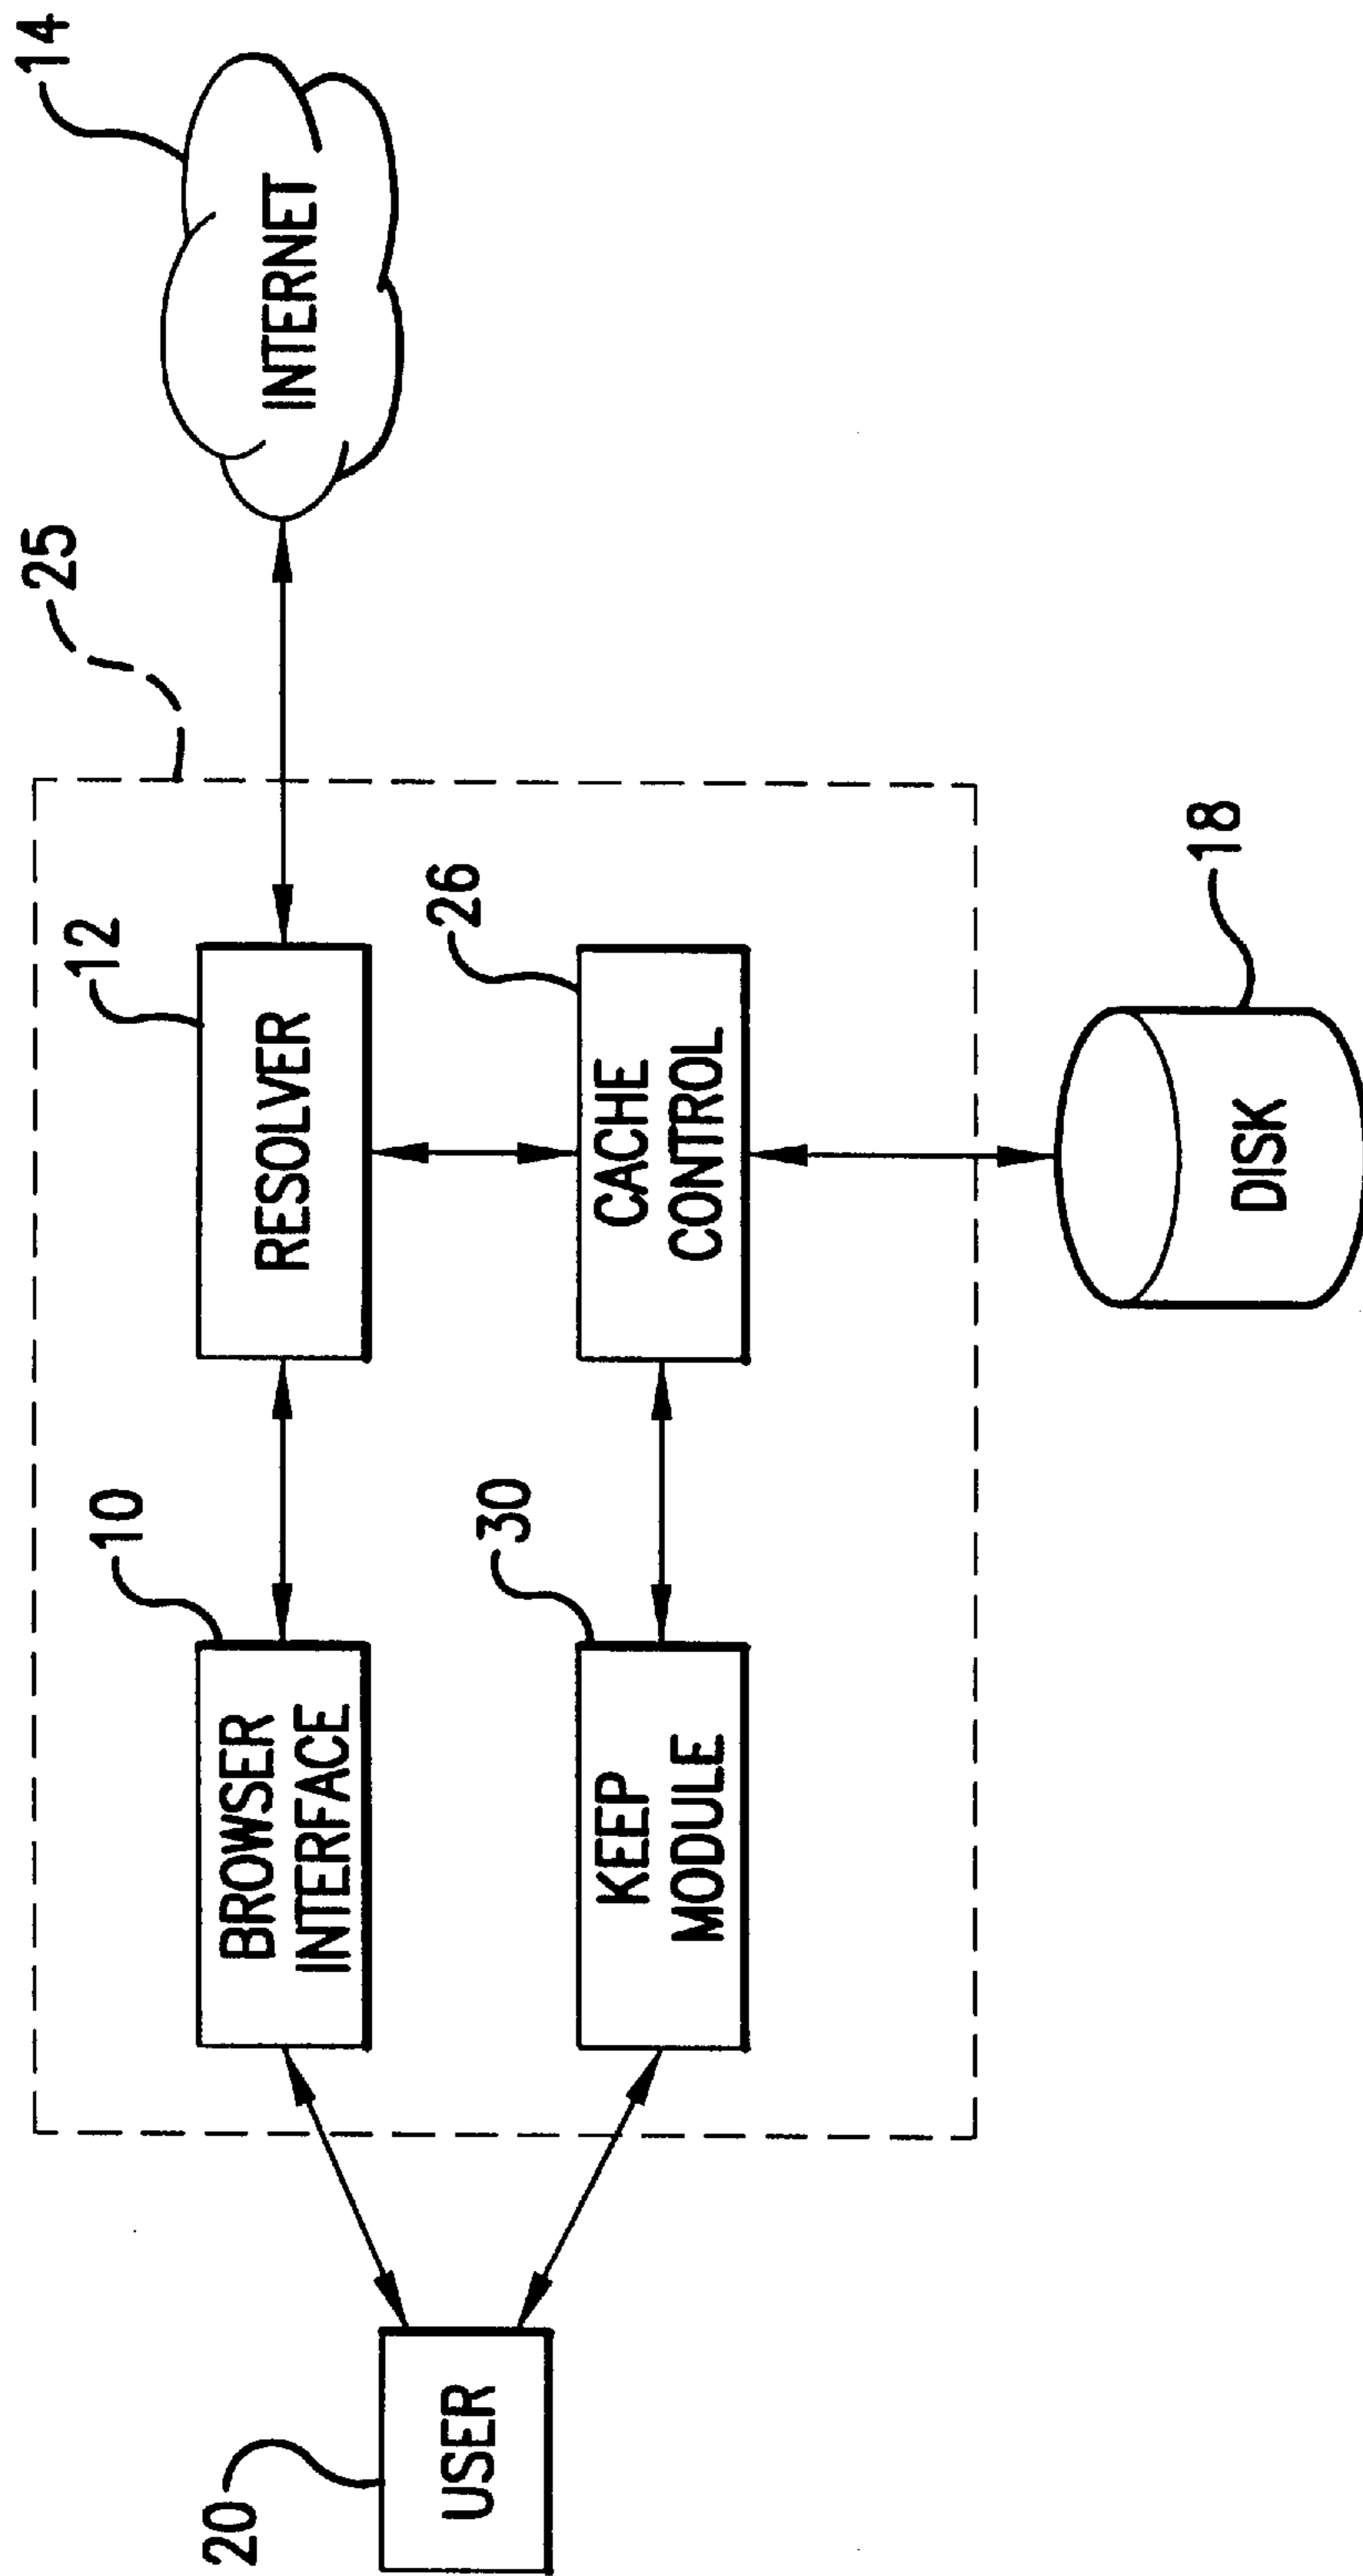 25
14
12
10
RESOLVER
INTERNET
BROWSER
INTERFACE
20
USER
30
26
KEEP
MODULE
CACHE
CONTROL
18
DISK